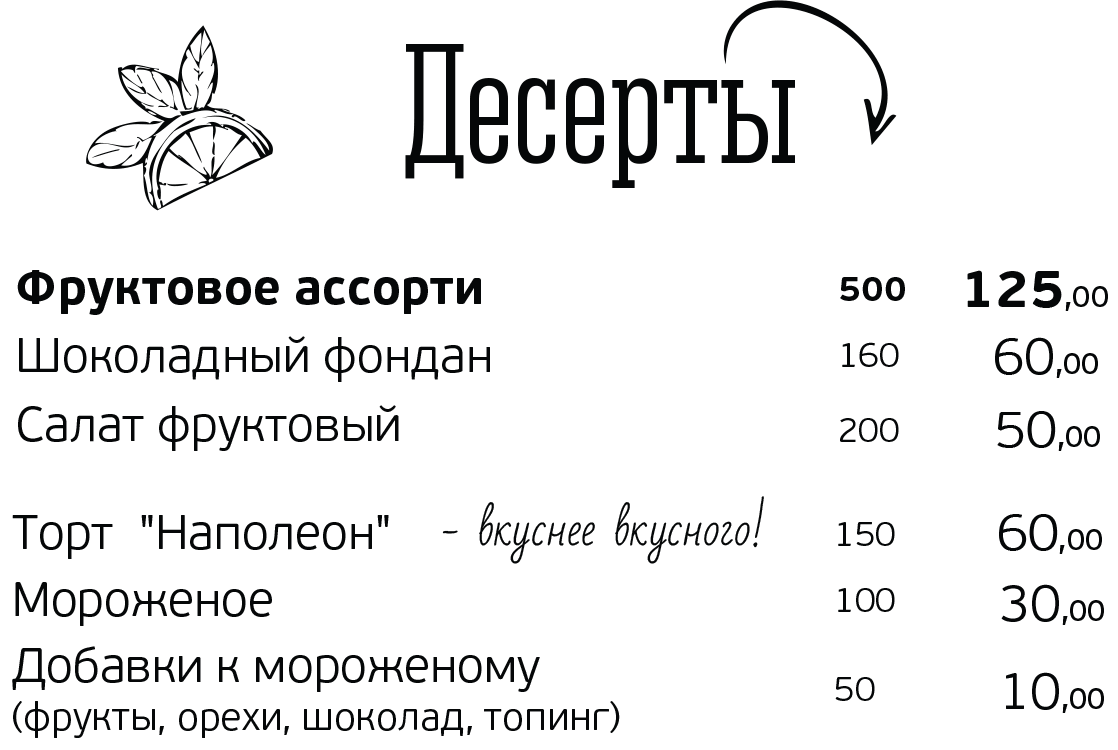 Десерты
Фруктовое ассорти 500 125,00
Шоколадный фондан 160 60,00
Салат фруктовый 200 50,00
Торт "Наполеон" - вкуснее вкусного! 150 60,00
Мороженое 100 30,00
Добавки к мороженому 50 10,00
(фрукты, орехи, шоколад, топинг)